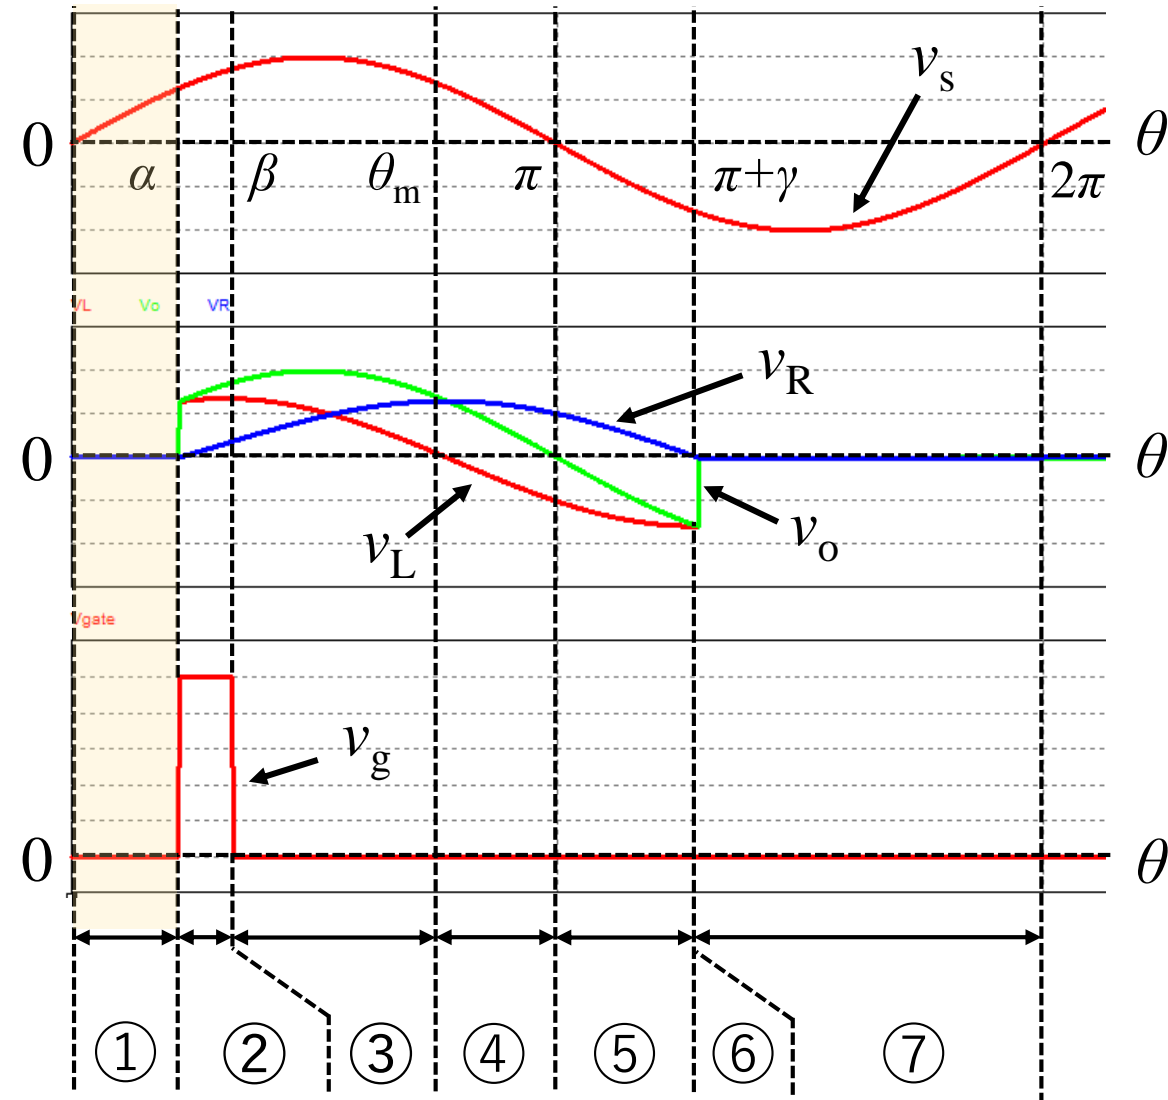 v_s
0
θ
α
β
θ_m
π
π+γ
2π
VL Vo VR
v_R
0
θ
v_L
v_o
Vgate
v_g
0
θ
① ② ③ ④ ⑤ ⑥ ⑦